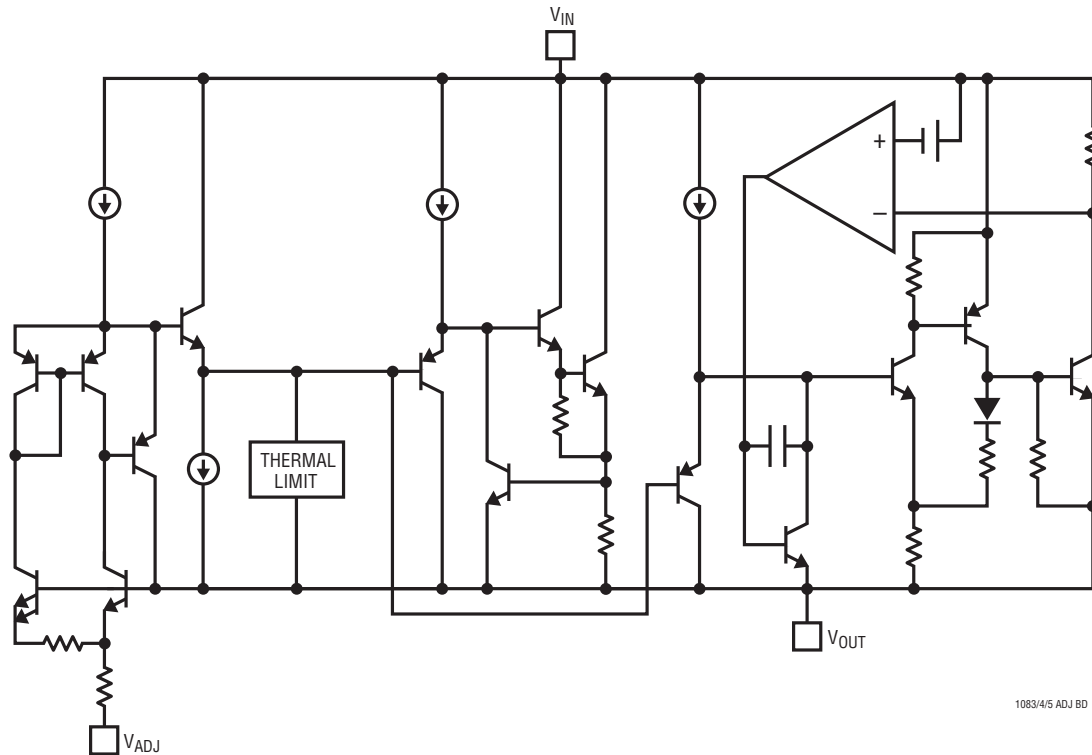 V_IN
+
−
THERMAL
LIMIT
V_OUT
V_ADJ
1083/4/5 ADJ BD